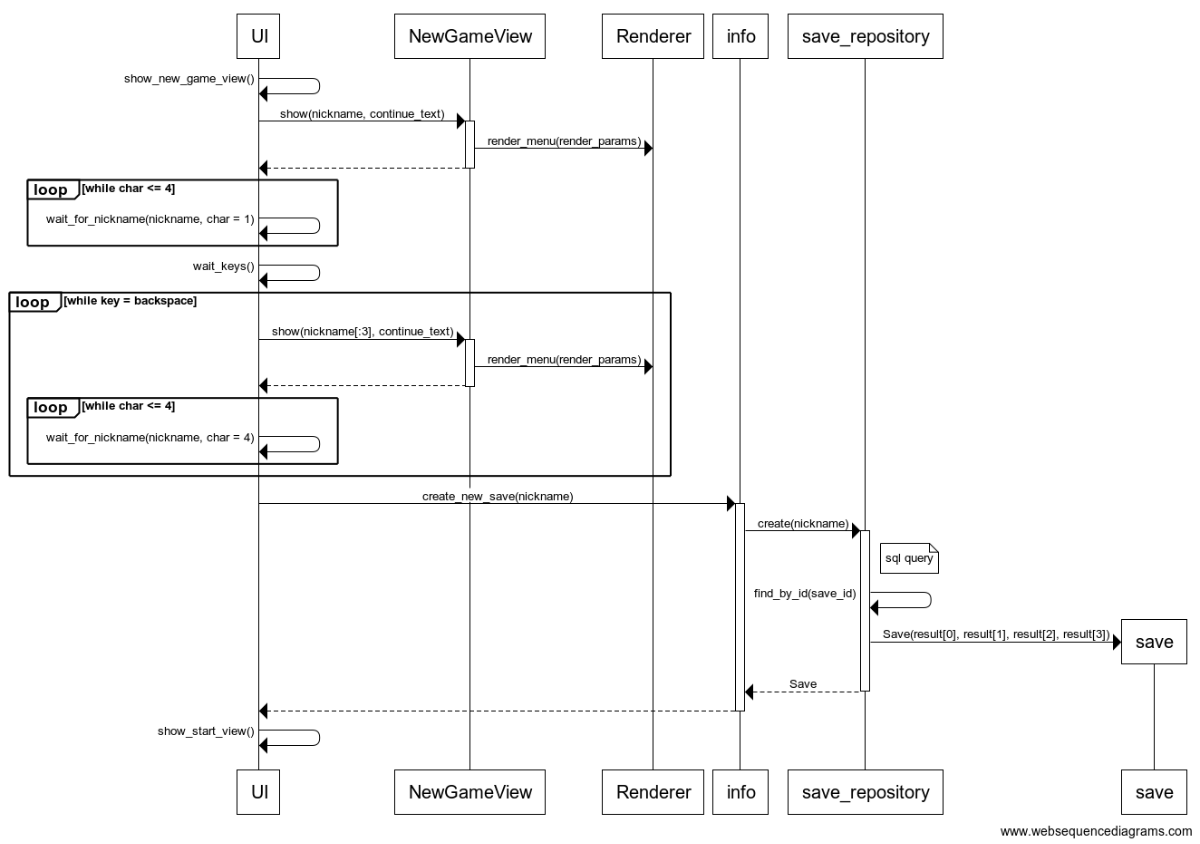 UI
NewGameView
Renderer
info
save_repository
show_new_game_view()
show(nickname, continue_text)
render_menu(render_params)
loop
[while char <= 4]
wait_for_nickname(nickname, char = 1)
wait_keys()
loop
[while key = backspace]
show(nickname[:3], continue_text)
render_menu(render_params)
loop
[while char <= 4]
wait_for_nickname(nickname, char = 4)
create_new_save(nickname)
create(nickname)
sql query
find_by_id(save_id)
Save(result[0], result[1], result[2], result[3])
save
Save
show_start_view()
UI
NewGameView
Renderer
info
save_repository
save
www.websequencediagrams.com